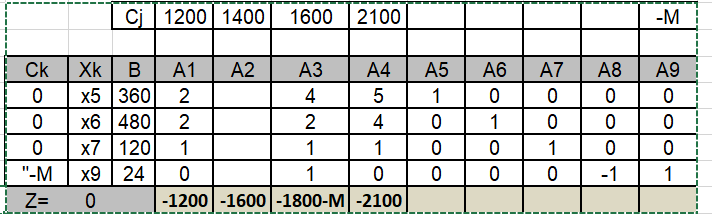 Cj 1200 1400 1600 2100 -M
Ck Xk B A1 A2 A3 A4 A5 A6 A7 A8 A9
0 x5 360 2 4 5 1 0 0 0 0
0 x6 480 2 2 4 0 1 0 0 0
0 x7 120 1 1 1 0 0 1 0 0
"-M x9 24 0 1 0 0 0 0 -1 1
Z= 0 -1200 -1600 -1800-M -2100